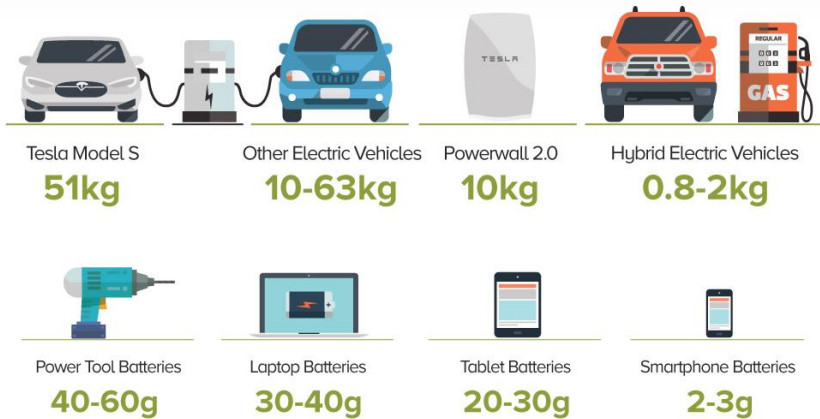 TESLA
REGULAR
GAS
Tesla Model S
51kg
Other Electric Vehicles
10-63kg
Powerwall 2.0
10kg
Hybrid Electric Vehicles
0.8-2kg
Power Tool Batteries
40-60g
Laptop Batteries
30-40g
Tablet Batteries
20-30g
Smartphone Batteries
2-3g